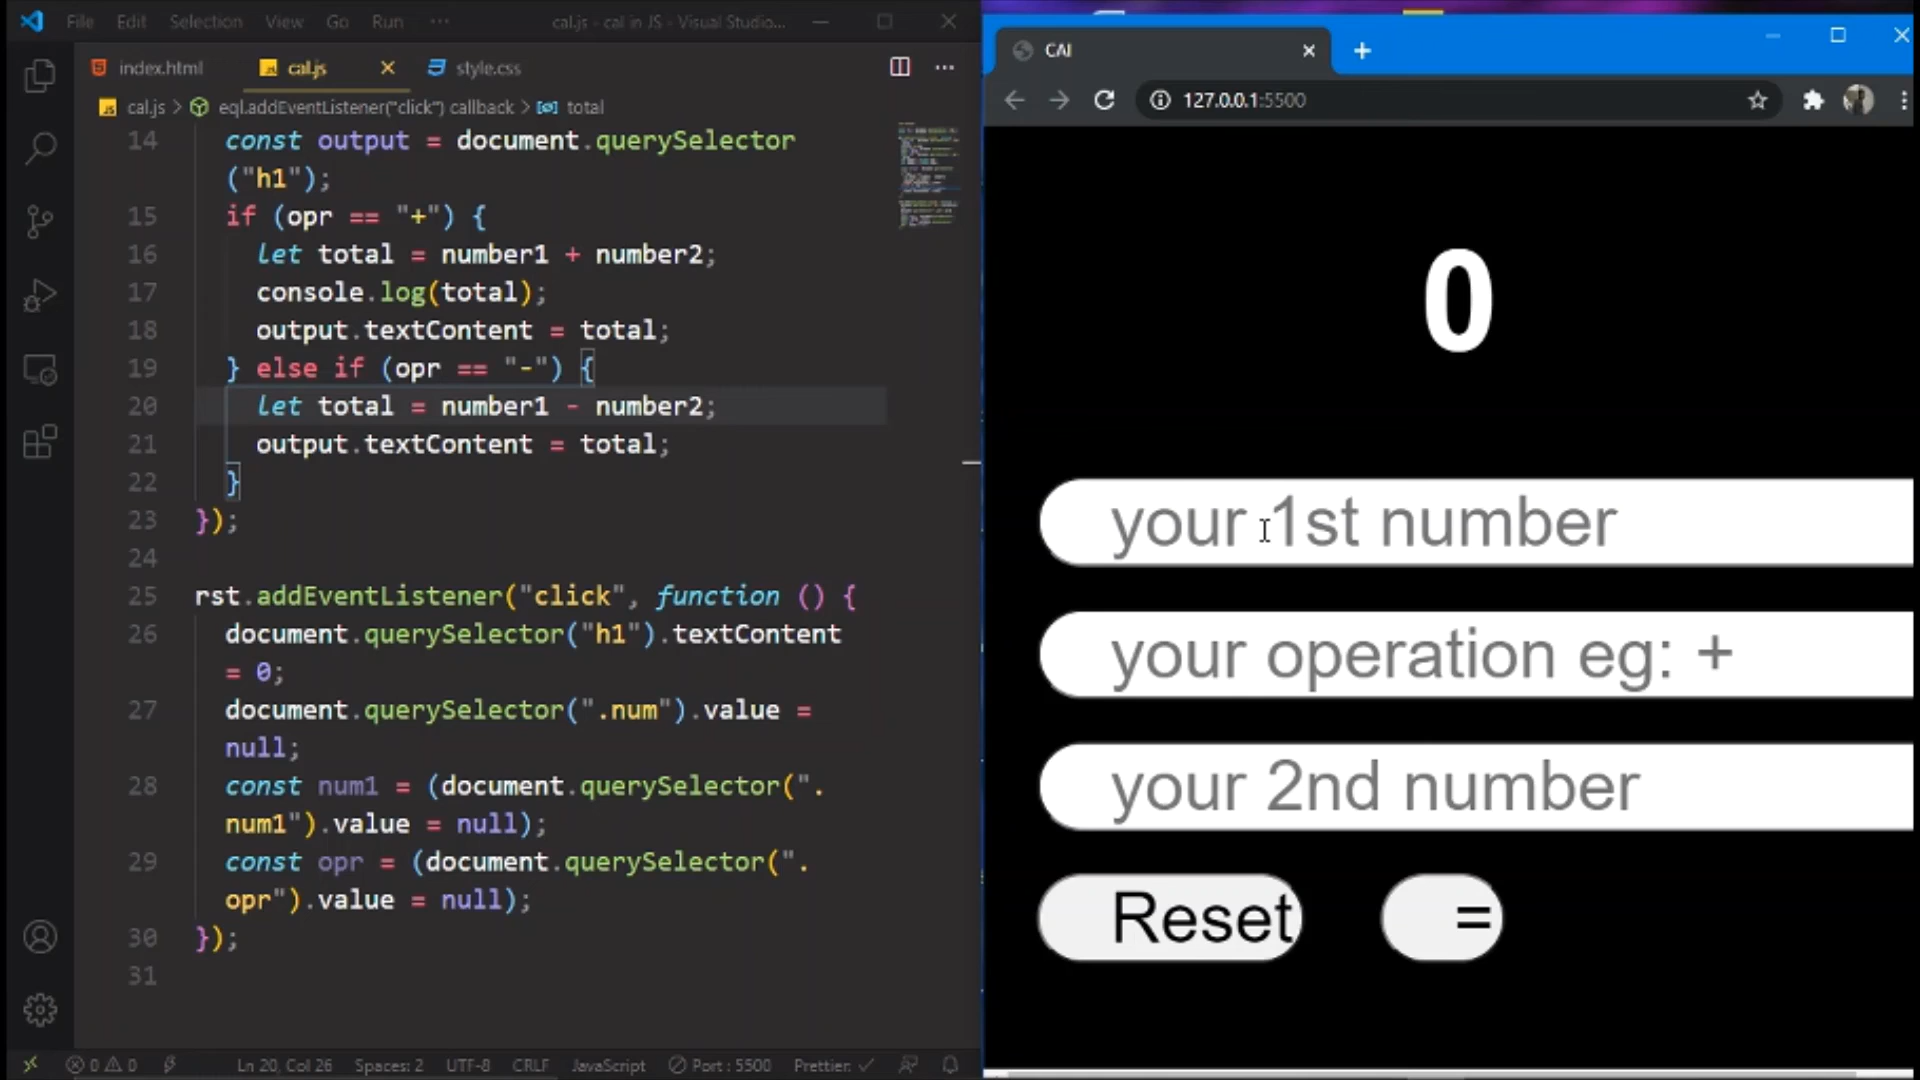 File Edit Selection View Go Run ··· cal.js - cal in JS - Visual Studio...
index.html cal.js style.css ···
cal.js > eql.addEventListener("click") callback > total
14 const output = document.querySelector
("h1");
15 if (opr == "+") {
16 let total = number1 + number2;
17 console.log(total);
18 output.textContent = total;
19 } else if (opr == "-") {
20 let total = number1 - number2;
21 output.textContent = total;
22 }
23 });
24
25 rst.addEventListener("click", function () {
26 document.querySelector("h1").textContent
= 0;
27 document.querySelector(".num").value =
null;
28 const num1 = (document.querySelector(".
num1").value = null);
29 const opr = (document.querySelector(".
opr").value = null);
30 });
31
0 0 Ln 20, Col 26 Spaces: 2 UTF-8 CRLF JavaScript Port : 5500 Prettier: ✓
CAl
127.0.0.1:5500
0
your 1st number
your operation eg: +
your 2nd number
Reset =